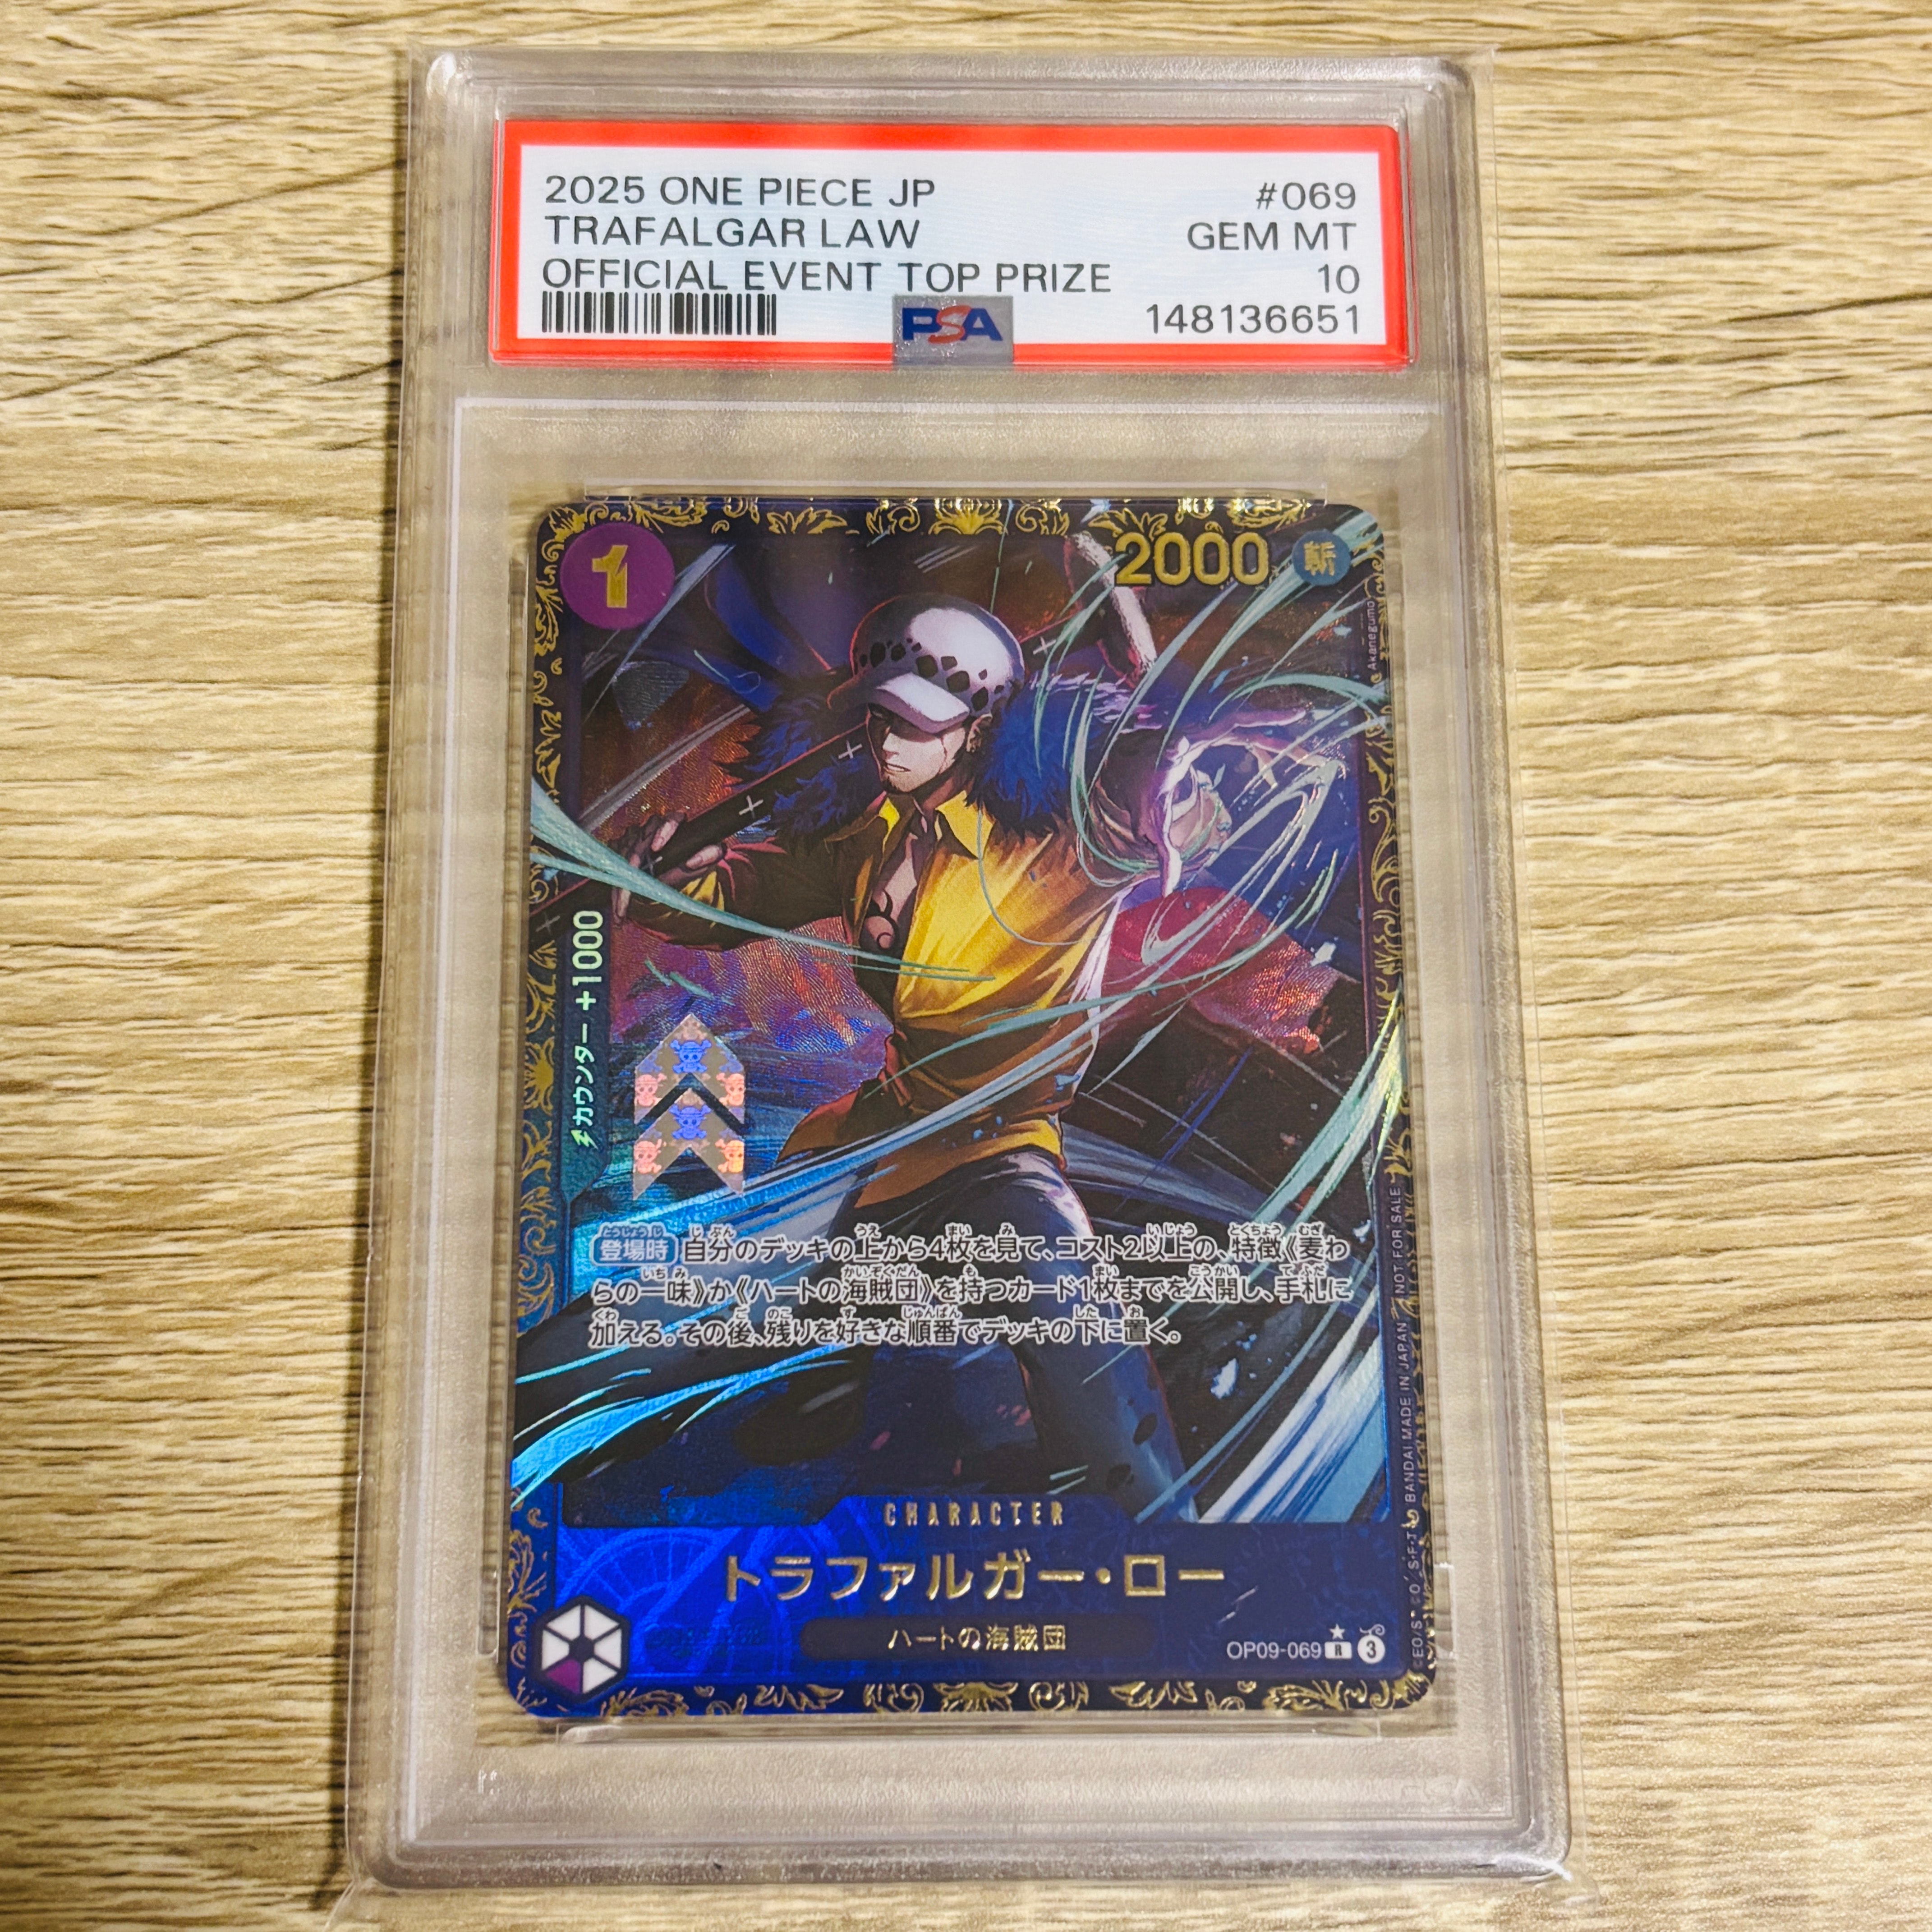 2025 ONE PIECE JP #069
TRAFALGAR LAW GEM MT
OFFICIAL EVENT TOP PRIZE 10
PSA 148136651
1
2000 斬
Akanegumo
カウンター +1000
登場時 自分のデッキの上から4枚を見て、コスト2以上の、特徴《麦わ
らの一味》か《ハートの海賊団》を持つカード1枚までを公開し、手札に
加える。その後、残りを好きな順番でデッキの下に置く。
CHARACTER
トラファルガー・ロー
ハートの海賊団
OP09-069 R 3
BANDAI MADE IN JAPAN NOT FOR SALE